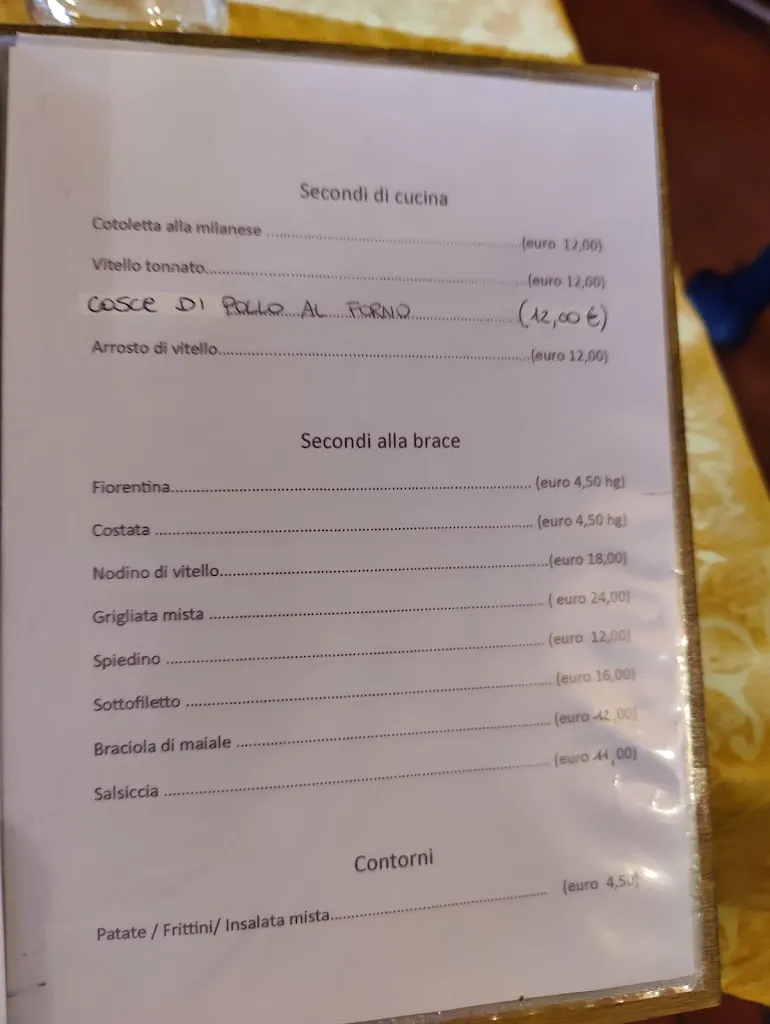 Secondi di cucina
Cotoletta alla milanese ........................ (euro 12,00)
Vitello tonnato........................ (euro 12,00)
COSCE DI POLLO AL FORNO ........................ (12,00 €)
Arrosto di vitello........................ (euro 12,00)
Secondi alla brace
Fiorentina........................ (euro 4,50 hg)
Costata ........................ (euro 4,50 hg)
Nodino di vitello........................ (euro 18,00)
Grigliata mista ........................ ( euro 24,00)
Spiedino ........................ (euro 12,00)
Sottofiletto ........................ (euro 16,00)
Braciola di maiale ........................ (euro 12,00)
Salsiccia ........................ (euro 11,00)
Contorni
Patate / Frittini/ Insalata mista........................ (euro 4,50)